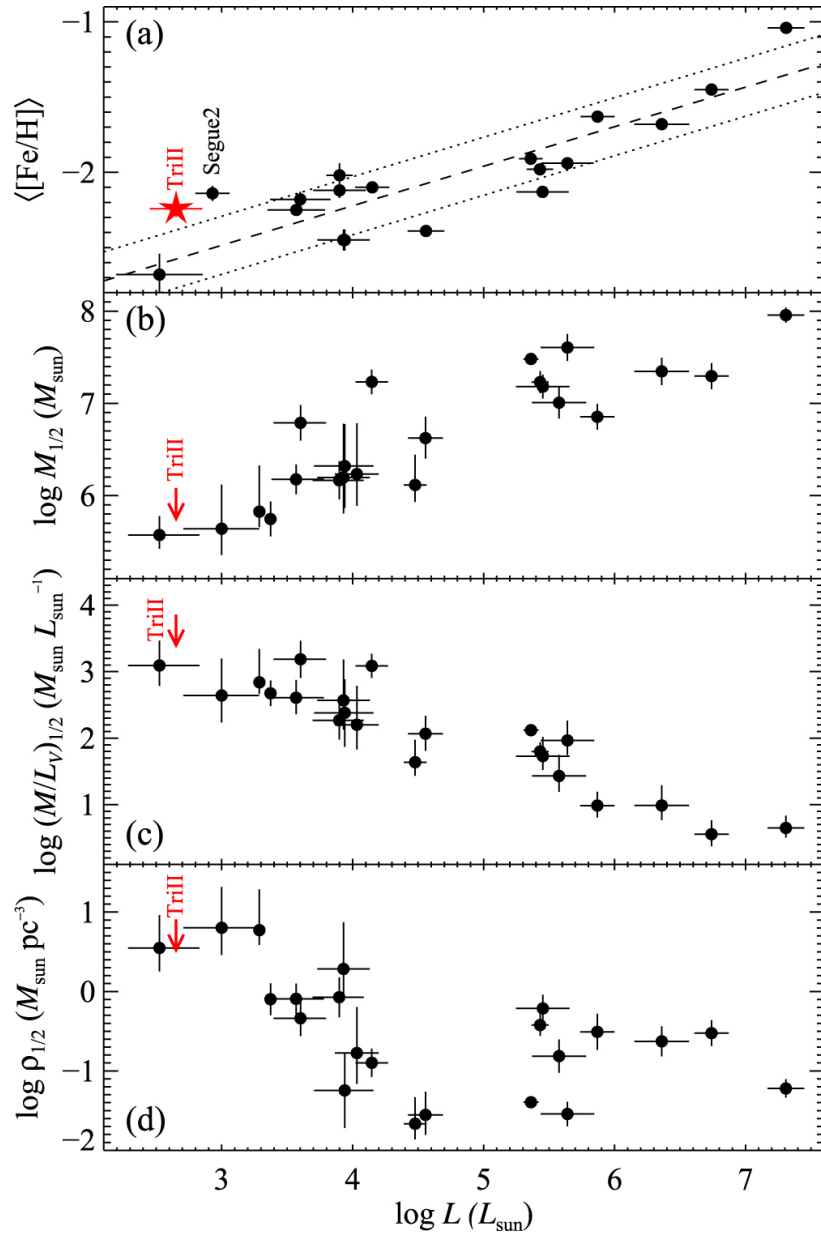 (a)
⟨[Fe/H]⟩
−1
−2
TriII
Segue2
(b)
log M1/2 (Msun)
8
7
6
TriII
(c)
log (M/LV)1/2 (Msun Lsun⁻¹)
4
3
2
1
TriII
(d)
log ρ1/2 (Msun pc⁻³)
1
0
−1
−2
TriII
3 4 5 6 7
log L (Lsun)